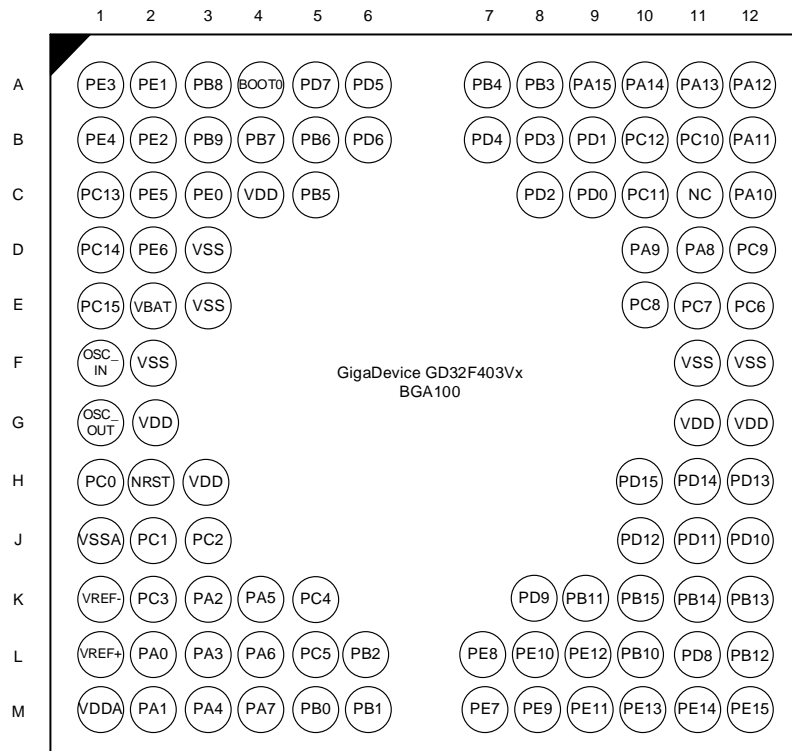 1 2 3 4 5 6 7 8 9 10 11 12
A PE3 PE1 PB8 BOOT0 PD7 PD5 PB4 PB3 PA15 PA14 PA13 PA12
B PE4 PE2 PB9 PB7 PB6 PD6 PD4 PD3 PD1 PC12 PC10 PA11
C PC13 PE5 PE0 VDD PB5 PD2 PD0 PC11 NC PA10
D PC14 PE6 VSS PA9 PA8 PC9
E PC15 VBAT VSS PC8 PC7 PC6
F OSC_IN VSS VSS VSS
GigaDevice GD32F403Vx
BGA100
G OSC_OUT VDD VDD VDD
H PC0 NRST VDD PD15 PD14 PD13
J VSSA PC1 PC2 PD12 PD11 PD10
K VREF- PC3 PA2 PA5 PC4 PD9 PB11 PB15 PB14 PB13
L VREF+ PA0 PA3 PA6 PC5 PB2 PE8 PE10 PE12 PB10 PD8 PB12
M VDDA PA1 PA4 PA7 PB0 PB1 PE7 PE9 PE11 PE13 PE14 PE15